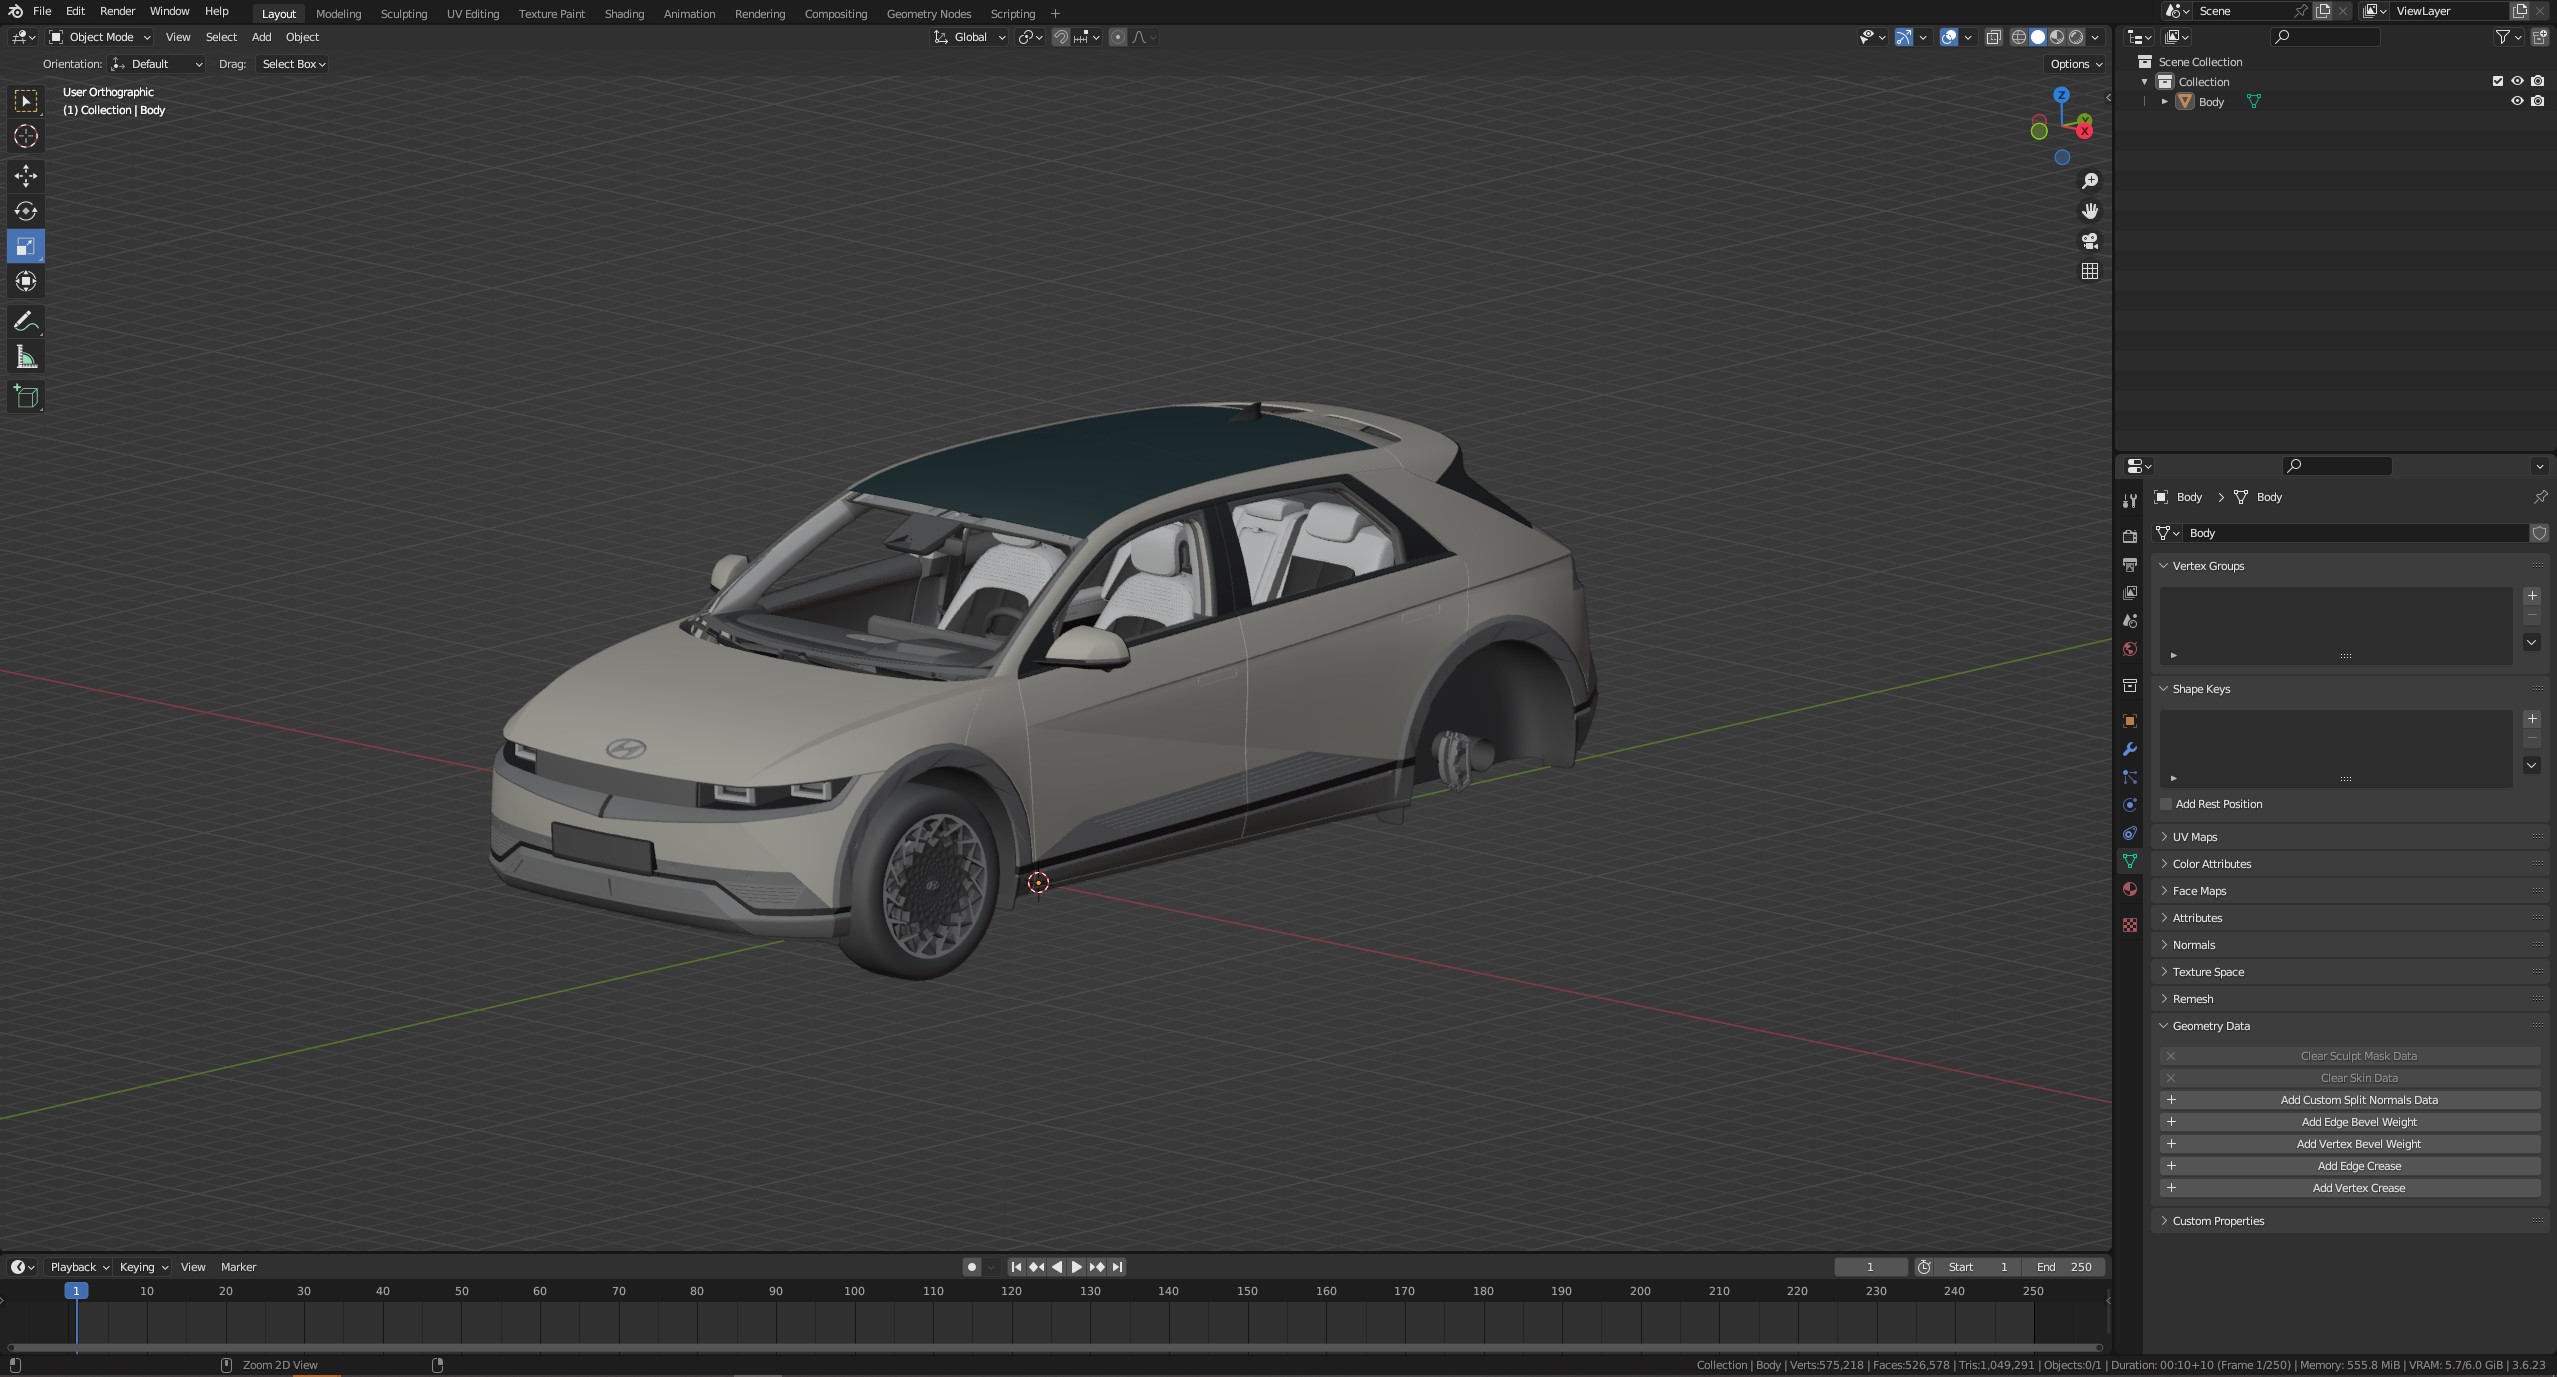 File Edit Render Window Help Layout Modeling Sculpting UV Editing Texture Paint Shading Animation Rendering Compositing Geometry Nodes Scripting + Scene ViewLayer
Object Mode View Select Add Object Global
Orientation: Default Drag: Select Box Options
User Orthographic
(1) Collection | Body
Z
Y
X
Scene Collection
Collection
Body
Body > Body
Body
Vertex Groups
Shape Keys
Add Rest Position
UV Maps
Color Attributes
Face Maps
Attributes
Normals
Texture Space
Remesh
Geometry Data
Clear Sculpt Mask Data
Clear Skin Data
Add Custom Split Normals Data
Add Edge Bevel Weight
Add Vertex Bevel Weight
Add Edge Crease
Add Vertex Crease
Custom Properties
Playback Keying View Marker 1 Start 1 End 250
1 10 20 30 40 50 60 70 80 90 100 110 120 130 140 150 160 170 180 190 200 210 220 230 240 250
Zoom 2D View Collection | Body | Verts:575,218 | Faces:526,578 | Tris:1,049,291 | Objects:0/1 | Duration: 00:10+10 (Frame 1/250) | Memory: 555.8 MiB | VRAM: 5.7/6.0 GiB | 3.6.23